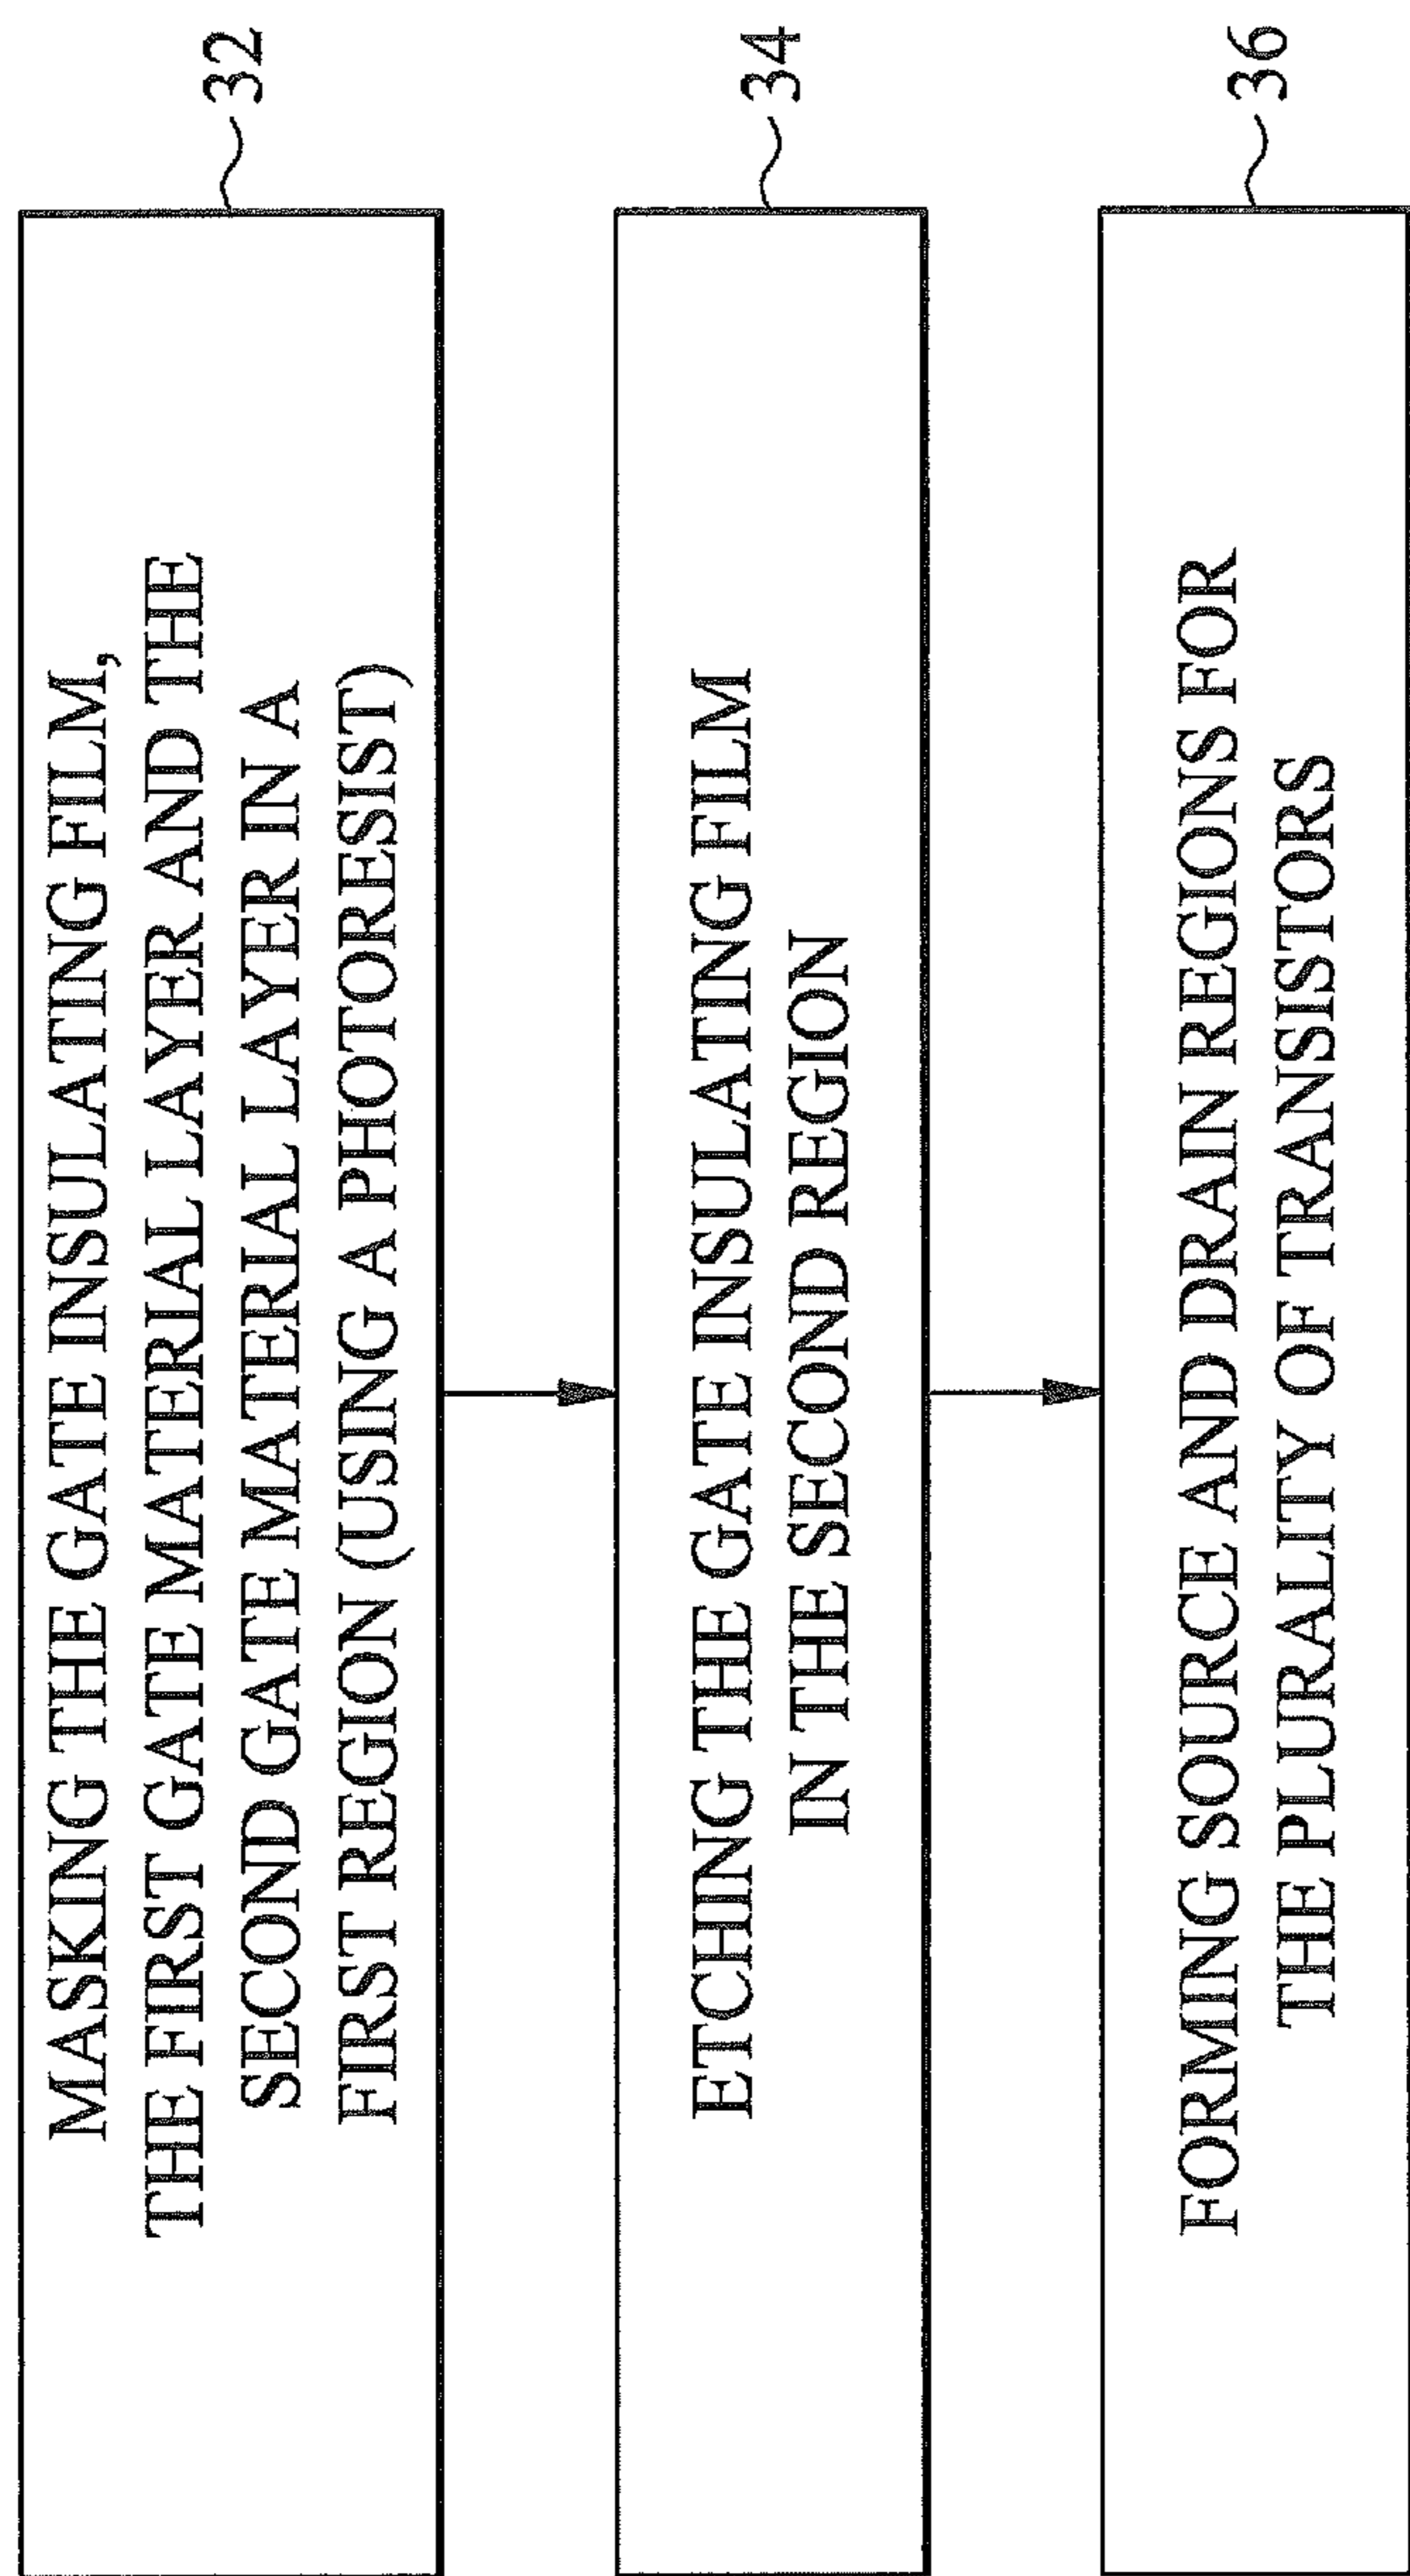 MASKING THE GATE INSULATING FILM,
THE FIRST GATE MATERIAL LAYER AND THE
SECOND GATE MATERIAL LAYER IN A
FIRST REGION (USING A PHOTORESIST)
32
ETCHING THE GATE INSULATING FILM
IN THE SECOND REGION
34
FORMING SOURCE AND DRAIN REGIONS FOR
THE PLURALITY OF TRANSISTORS
36